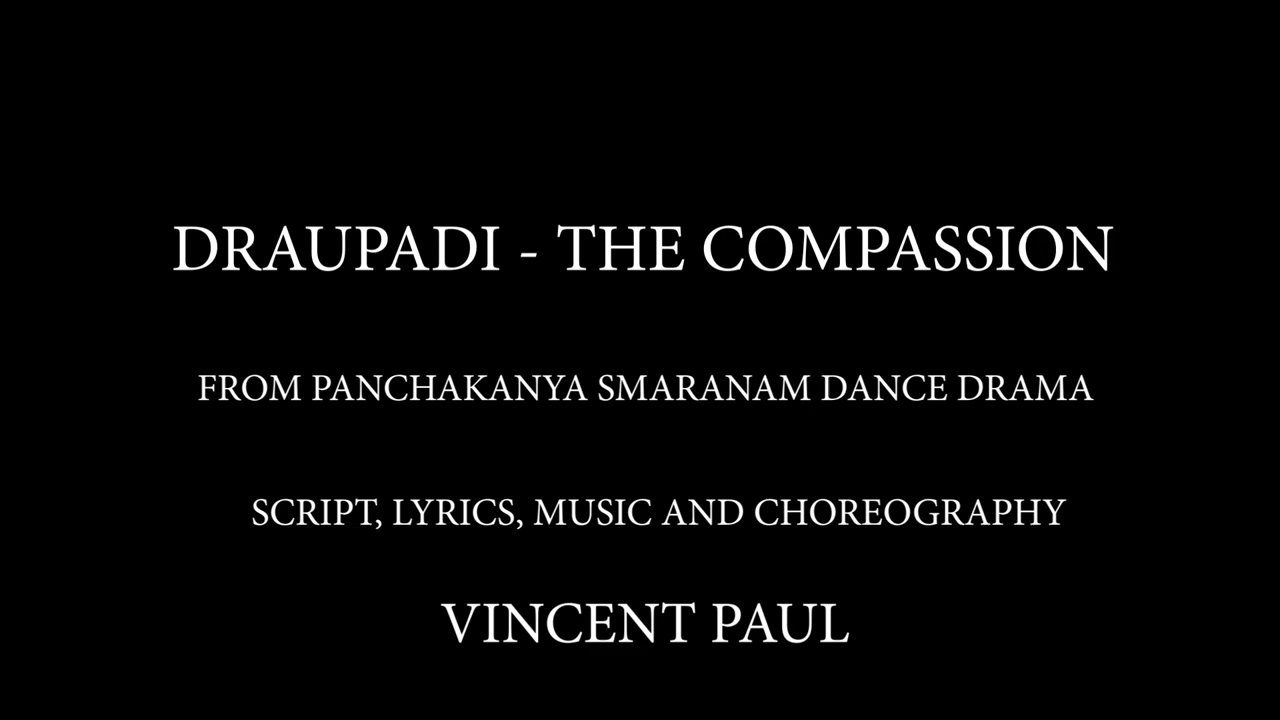 DRAUPADI - THE COMPASSION
FROM PANCHAKANYA SMARANAM DANCE DRAMA
SCRIPT, LYRICS, MUSIC AND CHOREOGRAPHY
VINCENT PAUL